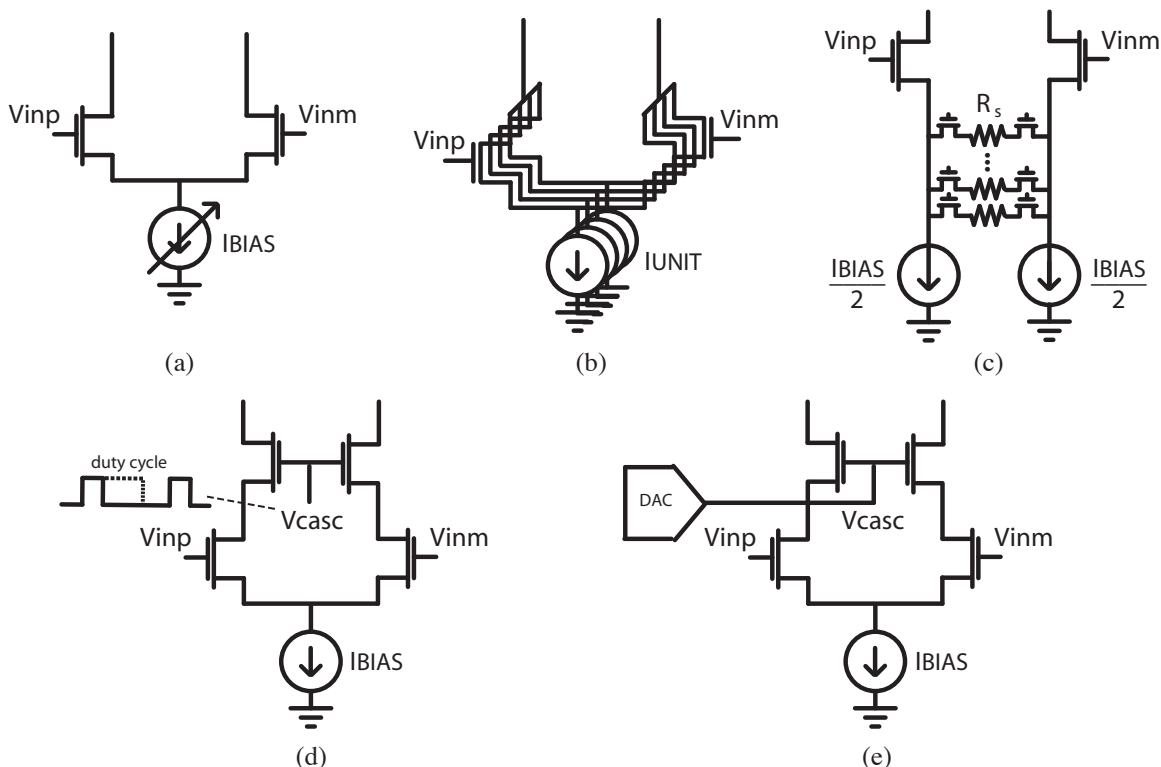 Vinp
Vinm
IBIAS
(a)
Vinp
Vinm
IUNIT
(b)
Vinp
Vinm
Rs
IBIAS
2
IBIAS
2
(c)
duty cycle
Vcasc
Vinp
Vinm
IBIAS
(d)
DAC
Vcasc
Vinp
Vinm
IBIAS
(e)